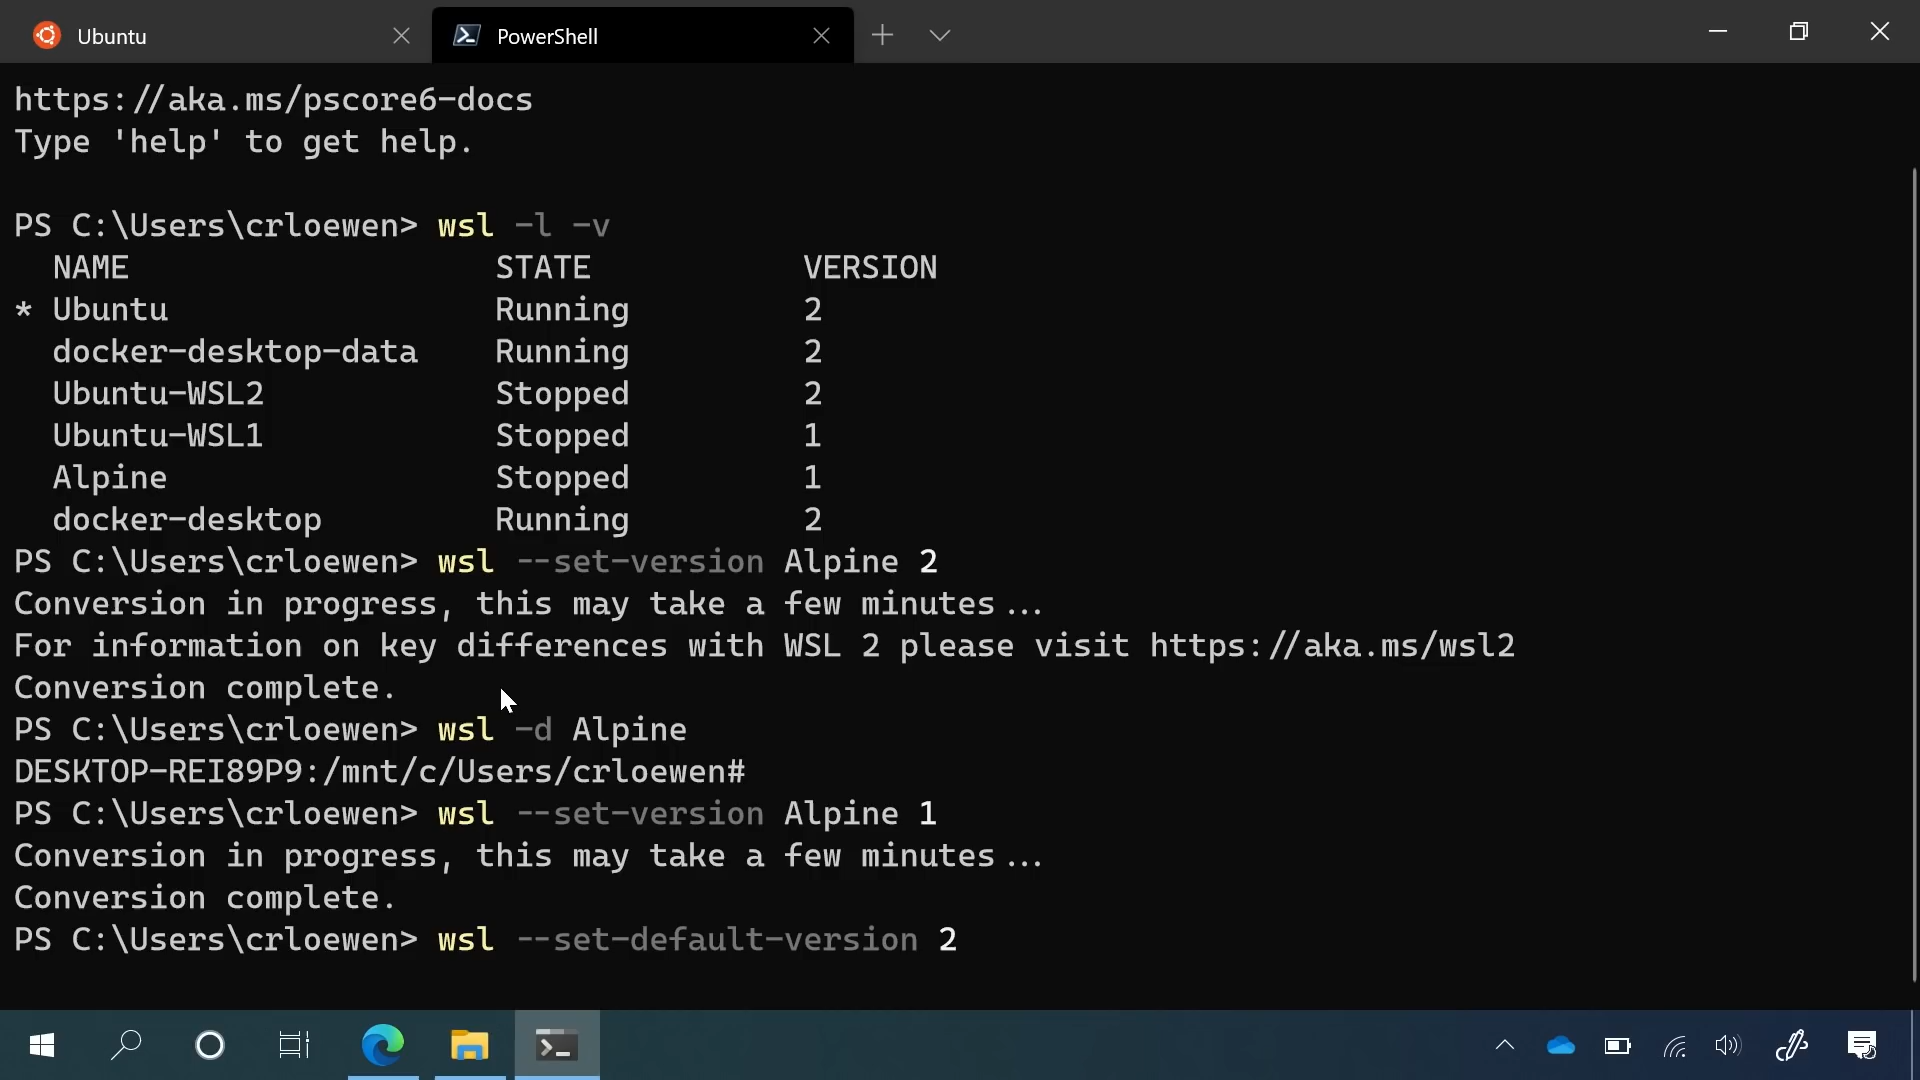 Ubuntu
PowerShell
https://aka.ms/pscore6-docs
Type 'help' to get help.
PS C:\Users\crloewen> wsl -l -v
  NAME                   STATE           VERSION
* Ubuntu                 Running         2
  docker-desktop-data    Running         2
  Ubuntu-WSL2            Stopped         2
  Ubuntu-WSL1            Stopped         1
  Alpine                 Stopped         1
  docker-desktop         Running         2
PS C:\Users\crloewen> wsl --set-version Alpine 2
Conversion in progress, this may take a few minutes...
For information on key differences with WSL 2 please visit https://aka.ms/wsl2
Conversion complete.
PS C:\Users\crloewen> wsl -d Alpine
DESKTOP-REI89P9:/mnt/c/Users/crloewen#
PS C:\Users\crloewen> wsl --set-version Alpine 1
Conversion in progress, this may take a few minutes...
Conversion complete.
PS C:\Users\crloewen> wsl --set-default-version 2